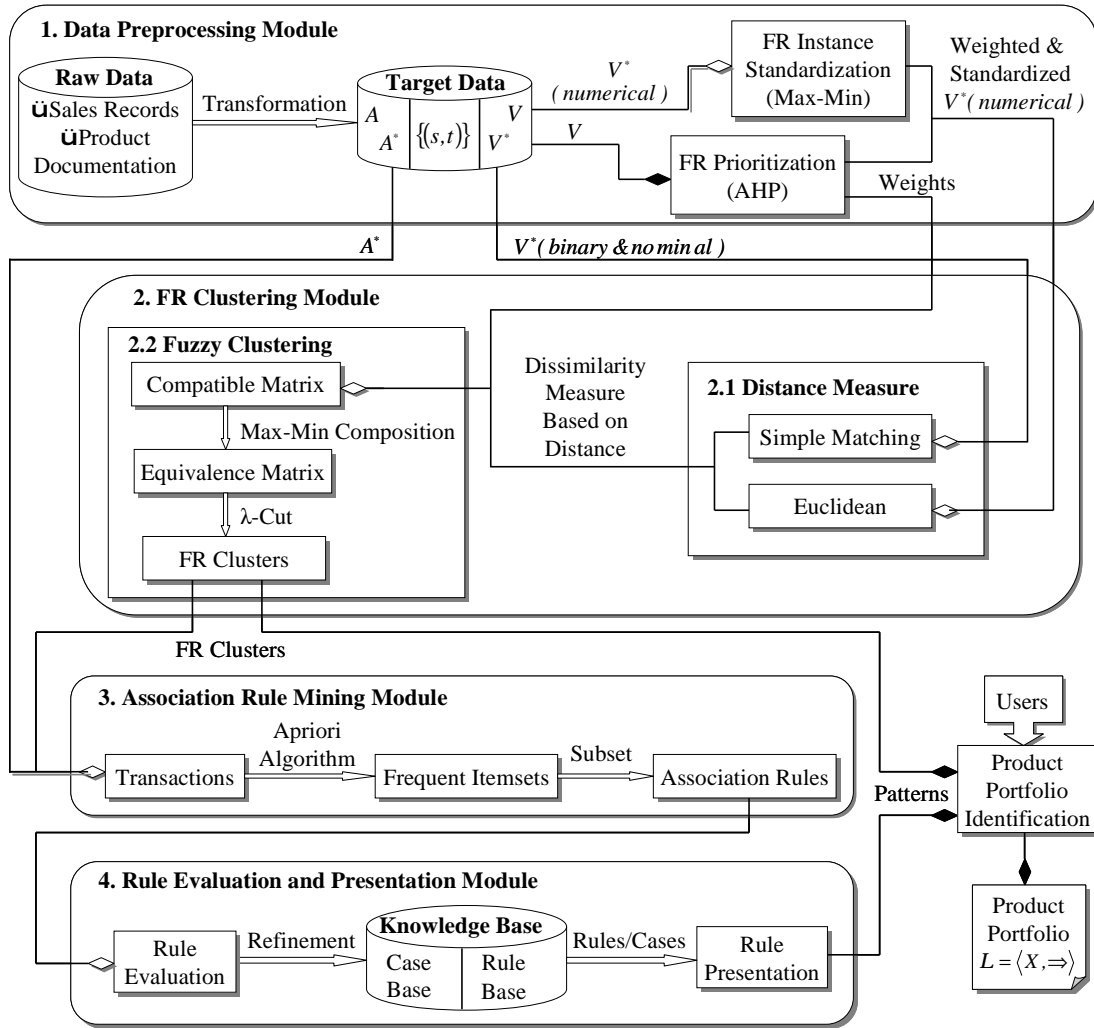 1. Data Preprocessing Module
Raw Data
üSales Records
üProduct
Documentation
Transformation
Target Data
A
A*
{(s,t)}
V
V*
V*
(numerical)
V
FR Instance
Standardization
(Max-Min)
FR Prioritization
(AHP)
Weighted &
Standardized
V*(numerical)
Weights
A*
V*(binary & nominal)
2. FR Clustering Module
2.2 Fuzzy Clustering
Compatible Matrix
Max-Min Composition
Equivalence Matrix
λ-Cut
FR Clusters
Dissimilarity
Measure
Based on
Distance
2.1 Distance Measure
Simple Matching
Euclidean
FR Clusters
3. Association Rule Mining Module
Transactions
Apriori
Algorithm
Frequent Itemsets
Subset
Association Rules
Users
Product
Portfolio
Identification
Patterns
4. Rule Evaluation and Presentation Module
Rule
Evaluation
Refinement
Knowledge Base
Case
Base
Rule
Base
Rules/Cases
Rule
Presentation
Product
Portfolio
L = ⟨X,⇒⟩